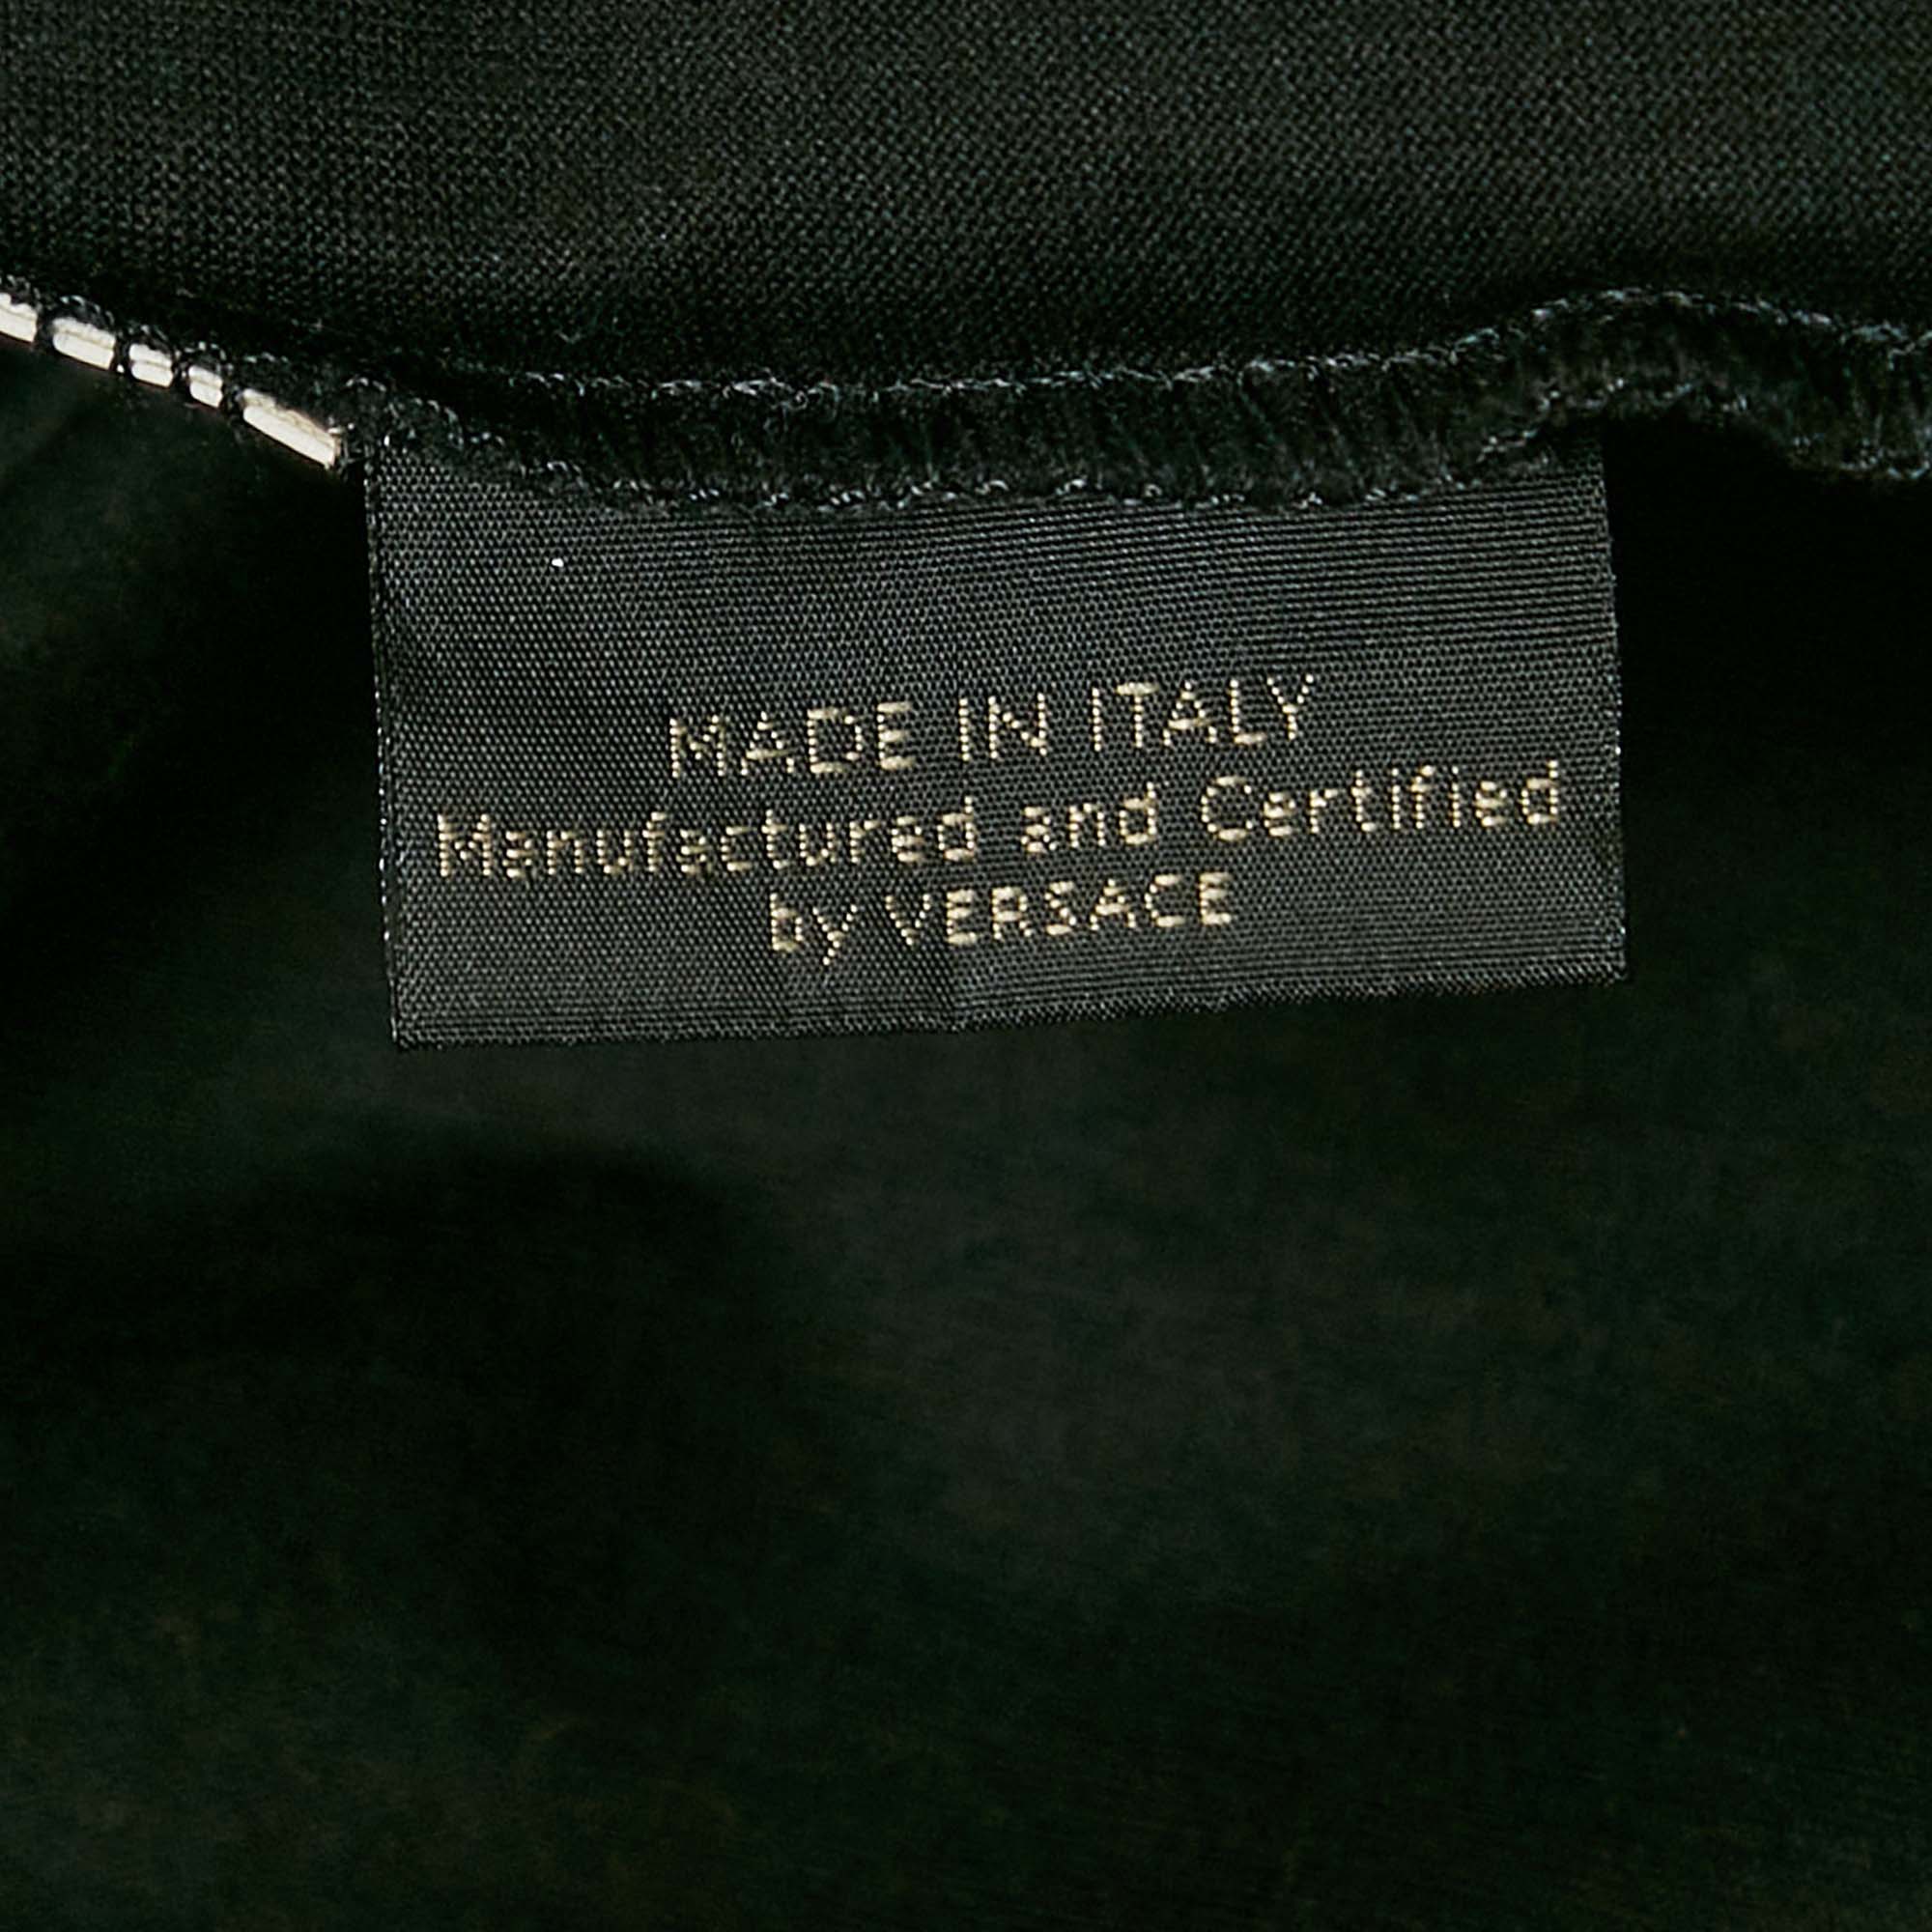 MADE IN ITALY
Manufactured and Certified
by VERSACE